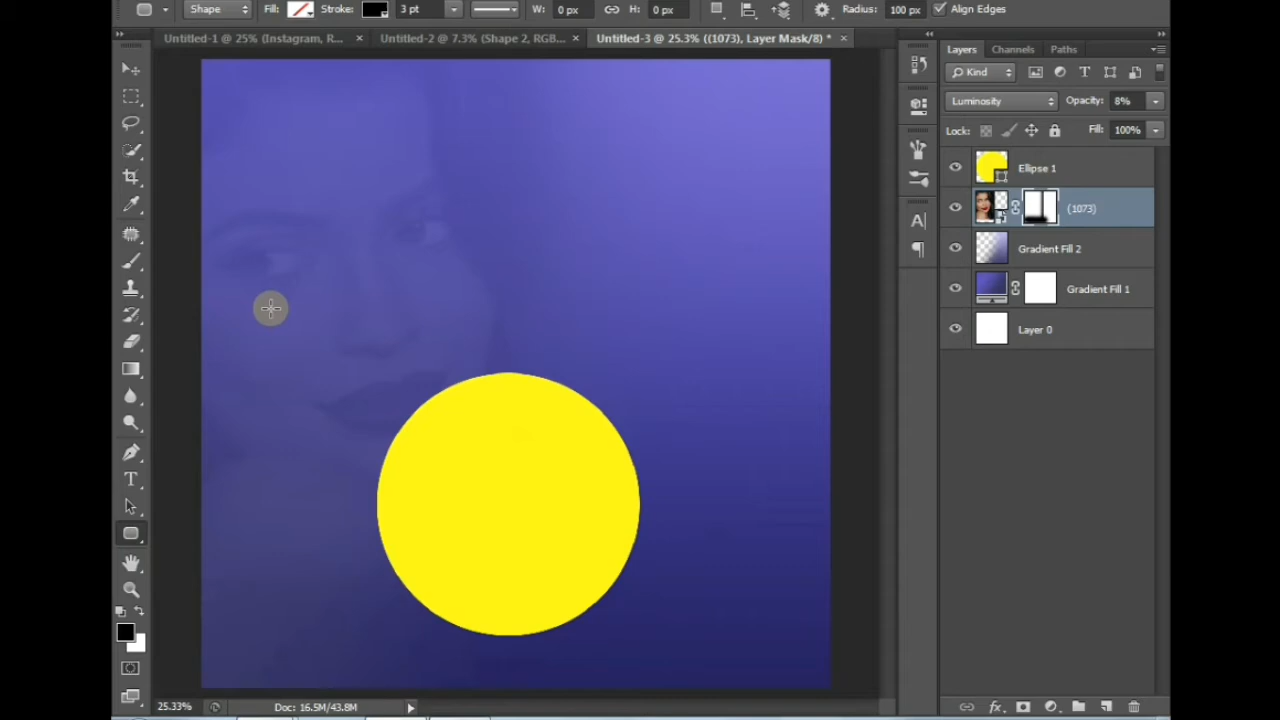 Shape Fill: Stroke: 3 pt W: 0 px H: 0 px Radius: 100 px Align Edges
Untitled-1 @ 25% (Instagram, R... × Untitled-2 @ 7.3% (Shape 2, RGB... × Untitled-3 @ 25.3% ((1073), Layer Mask/8) * ×
Layers Channels Paths
Kind
Luminosity Opacity: 8%
Lock: Fill: 100%
Ellipse 1
(1073)
Gradient Fill 2
Gradient Fill 1
Layer 0
25.33% Doc: 16.5M/43.8M